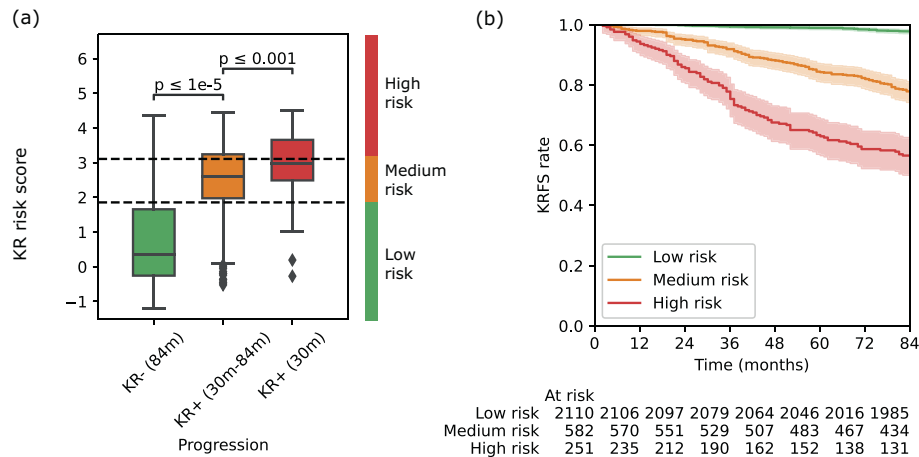 (a)
KR risk score
6
5
4
3
2
1
0
−1
p ≤ 1e-5
p ≤ 0.001
High
risk
Medium
risk
Low
risk
KR- (84m)
KR+ (30m-84m)
KR+ (30m)
Progression
(b)
KRFS rate
1.0
0.8
0.6
0.4
0.2
0.0
Low risk
Medium risk
High risk
0 12 24 36 48 60 72 84
Time (months)
At risk
Low risk 2110 2106 2097 2079 2064 2046 2016 1985
Medium risk 582 570 551 529 507 483 467 434
High risk 251 235 212 190 162 152 138 131